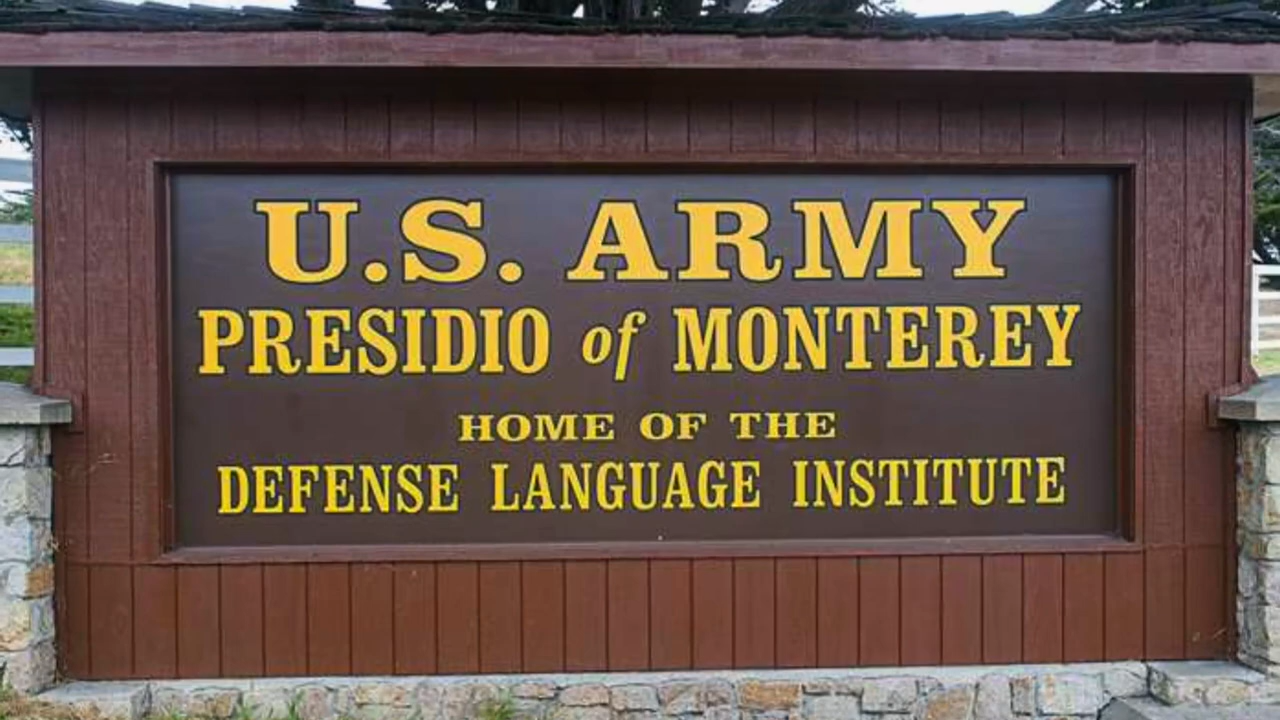 U.S. ARMY
PRESIDIO of MONTEREY
HOME OF THE
DEFENSE LANGUAGE INSTITUTE